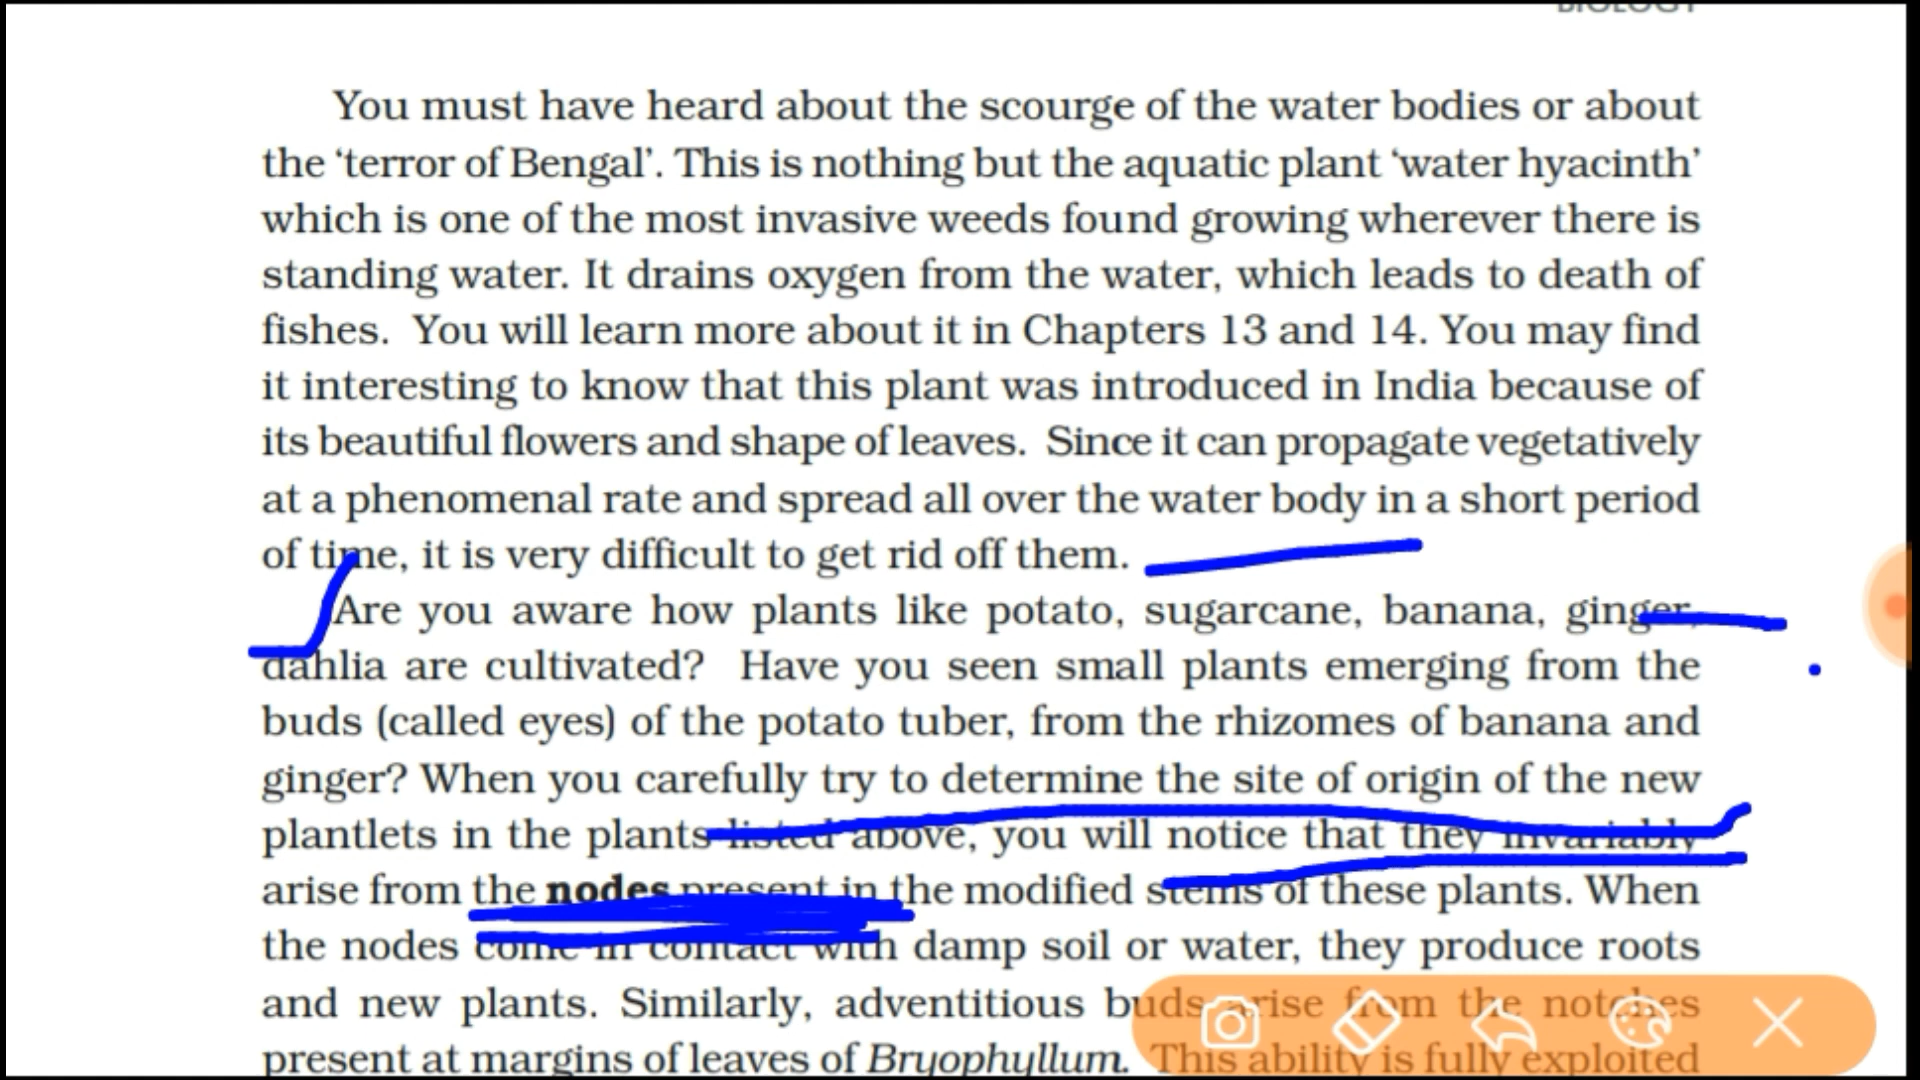 BIOLOGY
You must have heard about the scourge of the water bodies or about
the ‘terror of Bengal’. This is nothing but the aquatic plant ‘water hyacinth’
which is one of the most invasive weeds found growing wherever there is
standing water. It drains oxygen from the water, which leads to death of
fishes. You will learn more about it in Chapters 13 and 14. You may find
it interesting to know that this plant was introduced in India because of
its beautiful flowers and shape of leaves. Since it can propagate vegetatively
at a phenomenal rate and spread all over the water body in a short period
of time, it is very difficult to get rid off them.
Are you aware how plants like potato, sugarcane, banana, ginger,
dahlia are cultivated? Have you seen small plants emerging from the
buds (called eyes) of the potato tuber, from the rhizomes of banana and
ginger? When you carefully try to determine the site of origin of the new
plantlets in the plants listed above, you will notice that they invariably
arise from the nodes present in the modified stems of these plants. When
the nodes come in contact with damp soil or water, they produce roots
and new plants. Similarly, adventitious buds arise from the notches
present at margins of leaves of Bryophyllum. This ability is fully exploited